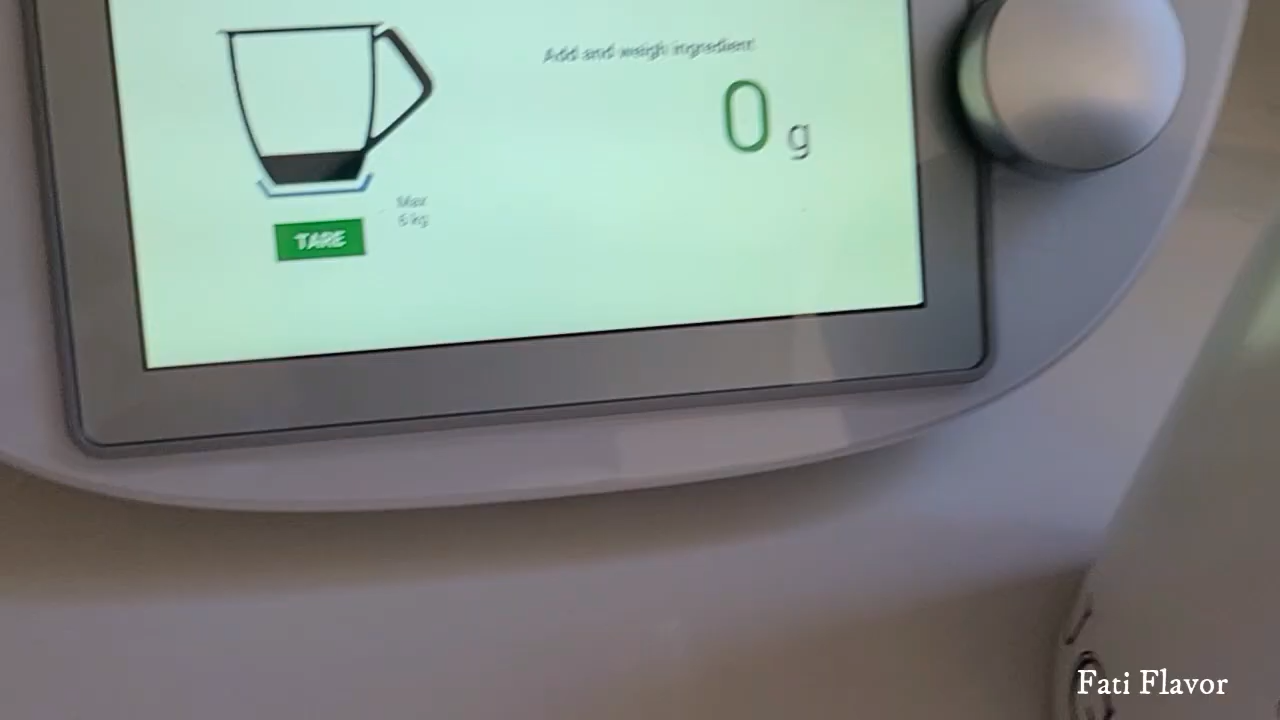 Add and weigh ingredient
0 g
Max
6 kg
TARE
Fati Flavor